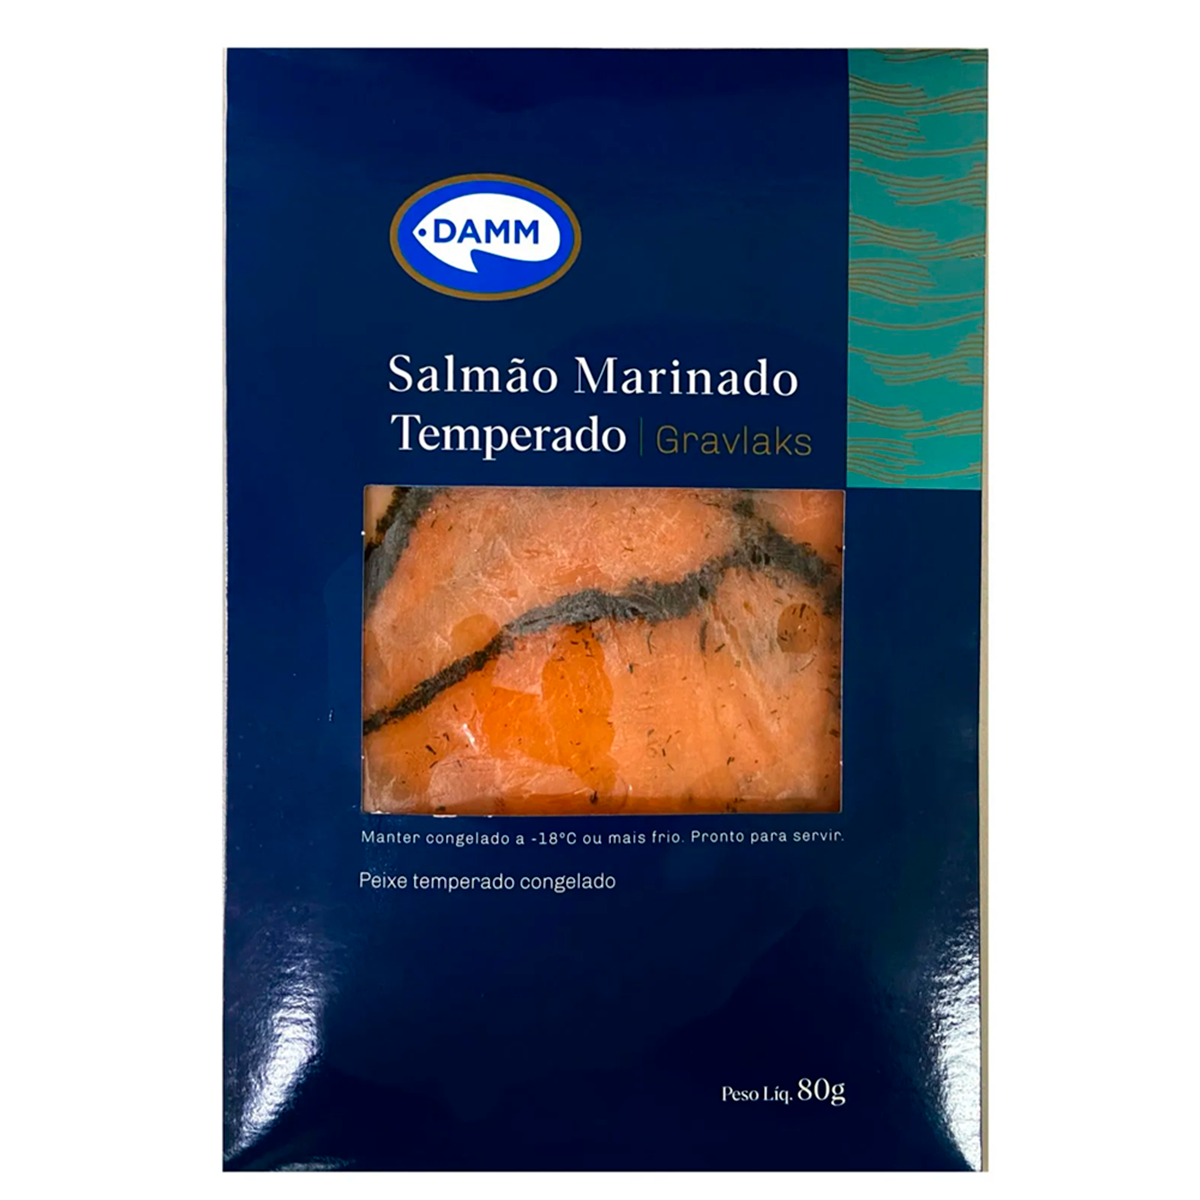 DAMM
Salmão Marinado
Temperado | Gravlaks
Manter congelado a -18°C ou mais frio. Pronto para servir.
Peixe temperado congelado
Peso Líq. 80g